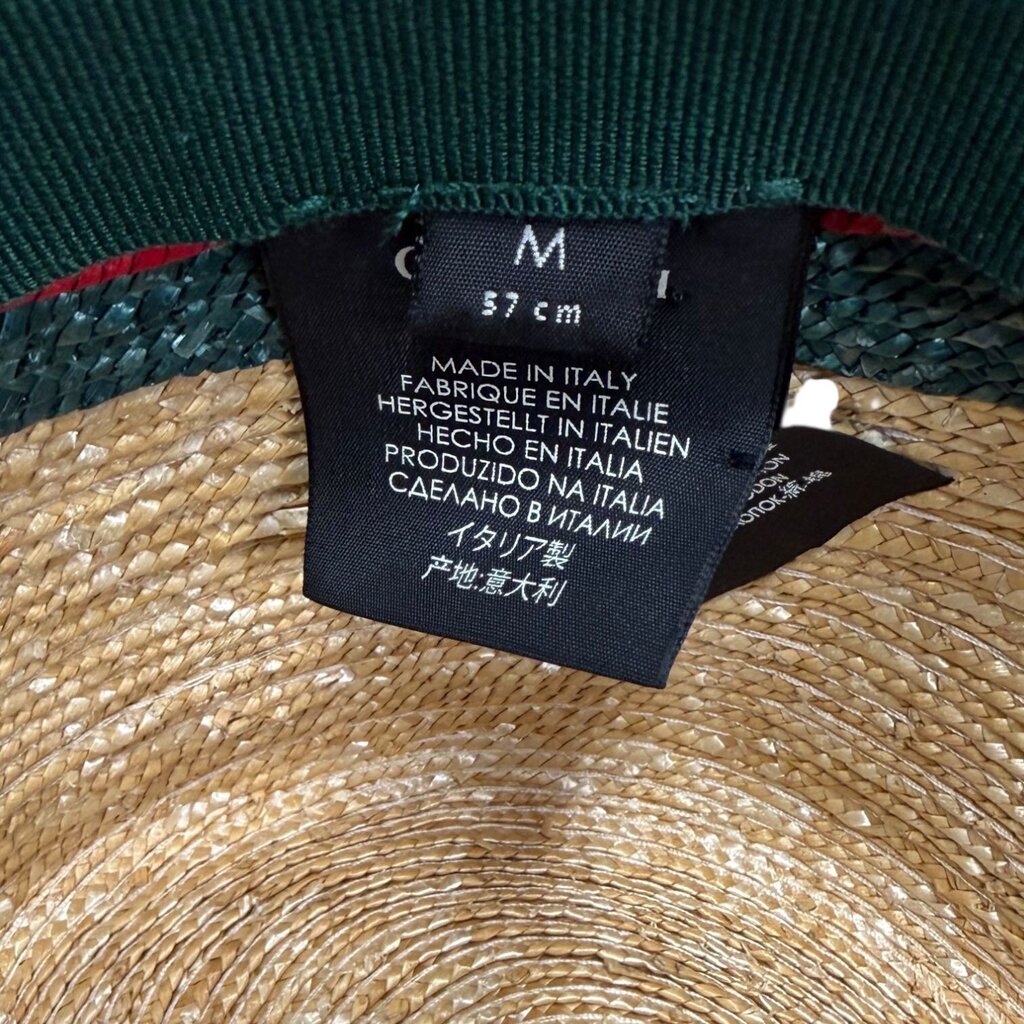 M
57 cm
MADE IN ITALY
FABRIQUE EN ITALIE
HERGESTELLT IN ITALIEN
HECHO EN ITALIA
PRODUZIDO NA ITALIA
СДЕЛАНО В ИТАЛИИ
イタリア製
产地:意大利